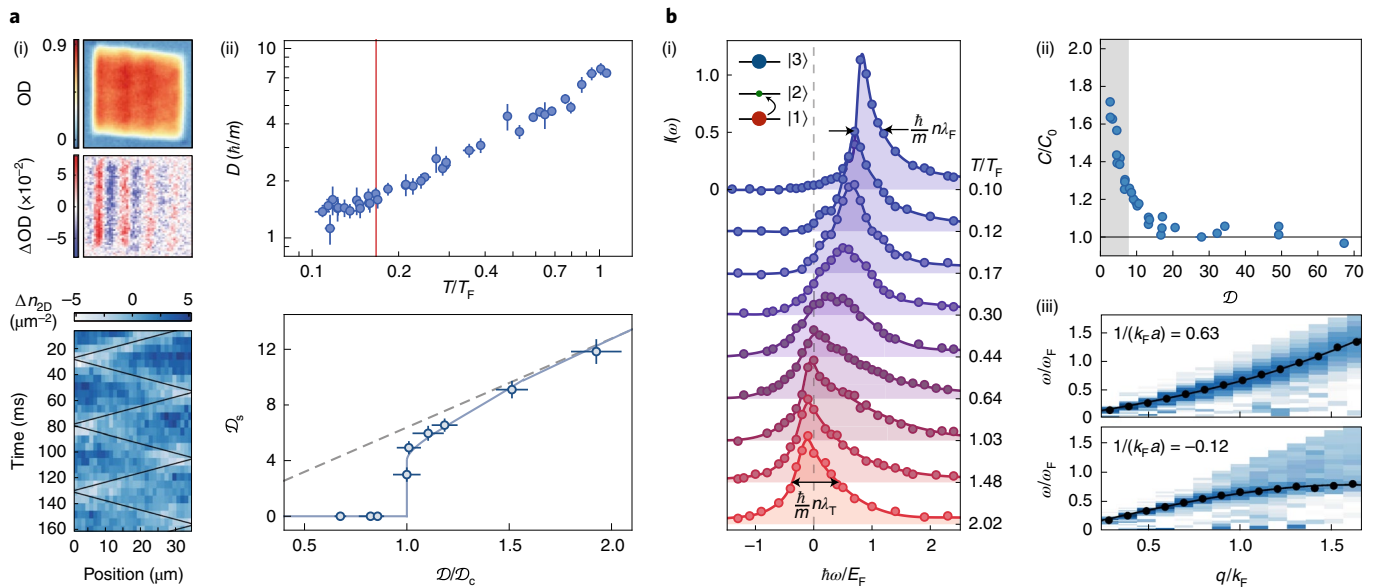 a
b
(i)
0.9
OD
0
5
0
−5
ΔOD (×10−2)
Δn2D
(μm−2)
−5 0 5
20
40
60
80
100
120
140
160
Time (ms)
0 10 20 30
Position (μm)
(ii)
10
7
4
2
1
D (ℏ/m)
0.1 0.2 0.4 0.7 1
T/TF
12
8
4
0
𝒟s
0.5 1.0 1.5 2.0
𝒟/𝒟c
(i)
|3⟩
|2⟩
|1⟩
1.0
0.5
0
I(ω)
ℏ/m nλF
T/TF
0.10
0.12
0.17
0.30
0.44
0.64
1.03
1.48
2.02
ℏ/m nλT
−1 0 1 2
ℏω/EF
(ii)
2.0
1.8
1.6
1.4
1.2
1.0
C/C0
0 10 20 30 40 50 60 70
𝒟
(iii)
1/(kFa) = 0.63
1.5
1.0
0.5
0
ω/ωF
1/(kFa) = −0.12
1.5
1.0
0.5
0
ω/ωF
0.5 1.0 1.5
q/kF